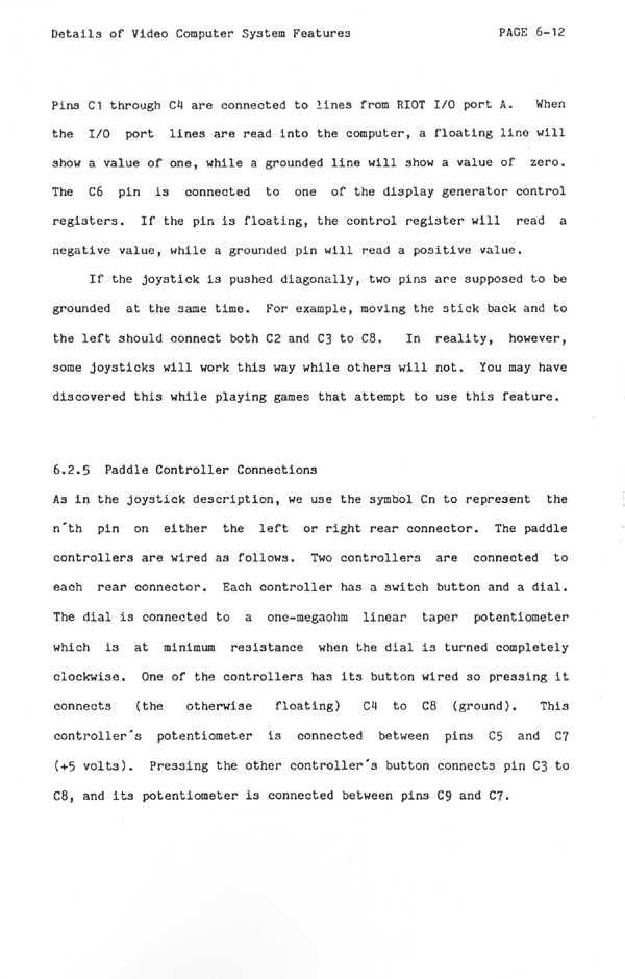 Details of Video Computer System Features PAGE 6-12
Pins C1 through C4 are connected to lines from RIOT I/O port A. When
the I/O port lines are read into the computer, a floating line will
show a value of one, while a grounded line will show a value of zero.
The C6 pin is connected to one of the display generator control
registers. If the pin is floating, the control register will read a
negative value, while a grounded pin will read a positive value.
If the joystick is pushed diagonally, two pins are supposed to be
grounded at the same time. For example, moving the stick back and to
the left should connect both C2 and C3 to C8. In reality, however,
some joysticks will work this way while others will not. You may have
discovered this while playing games that attempt to use this feature.
6.2.5 Paddle Controller Connections
As in the joystick description, we use the symbol Cn to represent the
n´th pin on either the left or right rear connector. The paddle
controllers are wired as follows. Two controllers are connected to
each rear connector. Each controller has a switch button and a dial.
The dial is connected to a one-megaohm linear taper potentiometer
which is at minimum resistance when the dial is turned completely
clockwise. One of the controllers has its button wired so pressing it
connects (the otherwise floating) C4 to C8 (ground). This
controller´s potentiometer is connected between pins C5 and C7
(+5 volts). Pressing the other controller´s button connects pin C3 to
C8, and its potentiometer is connected between pins C9 and C7.